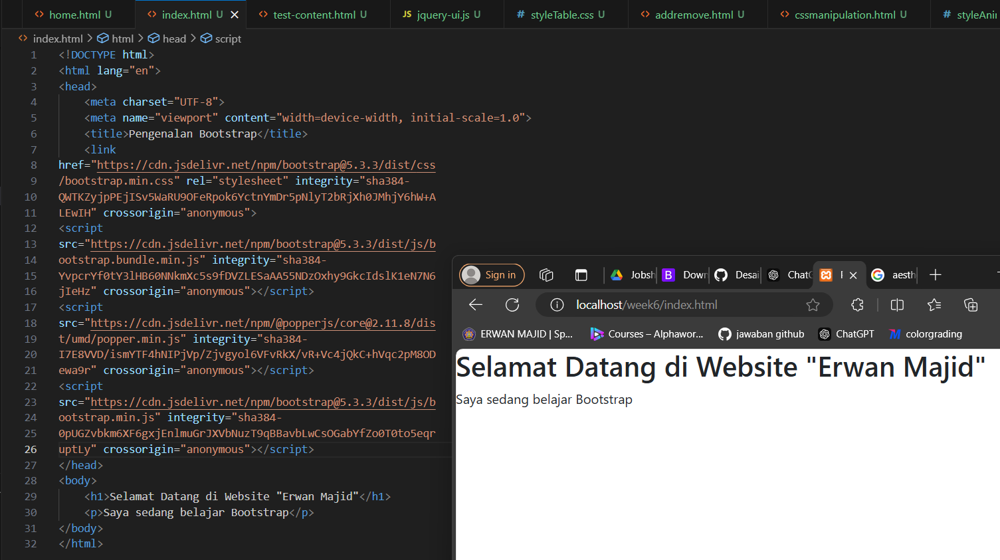 home.html U
index.html U
test-content.html U
JS jquery-ui.js U
# styleTable.css U
addremove.html U
cssmanipulation.html U
# styleAni
index.html > html > head > script
1 <!DOCTYPE html>
2 <html lang="en">
3 <head>
4 <meta charset="UTF-8">
5 <meta name="viewport" content="width=device-width, initial-scale=1.0">
6 <title>Pengenalan Bootstrap</title>
7 <link
8 href="https://cdn.jsdelivr.net/npm/bootstrap@5.3.3/dist/css
9 /bootstrap.min.css" rel="stylesheet" integrity="sha384-
10 QWTKZyjpPEjISv5WaRU9OFeRpok6YctnYmDr5pNlyT2bRjXh0JMhjY6hW+A
11 LEwIH" crossorigin="anonymous">
12 <script
13 src="https://cdn.jsdelivr.net/npm/bootstrap@5.3.3/dist/js/b
14 ootstrap.bundle.min.js" integrity="sha384-
15 YvpcrYf0tY3lHB60NNkmXc5s9fDVZLESaAA55NDzOxhy9GkcIdslK1eN7N6
16 jIeHz" crossorigin="anonymous"></script>
17 <script
18 src="https://cdn.jsdelivr.net/npm/@popperjs/core@2.11.8/dis
19 t/umd/popper.min.js" integrity="sha384-
20 I7E8VVD/ismYTF4hNIPjVp/Zjvgyol6VFvRkX/vR+Vc4jQkC+hVqc2pM8OD
21 ewa9r" crossorigin="anonymous"></script>
22 <script
23 src="https://cdn.jsdelivr.net/npm/bootstrap@5.3.3/dist/js/b
24 ootstrap.min.js" integrity="sha384-
25 0pUGZvbkm6XF6gxjEnlmuGrJXVbNuzT9qBBavbLwCsOGabYfZo0T0to5eqr
26 uptLy" crossorigin="anonymous"></script>
27 </head>
28 <body>
29 <h1>Selamat Datang di Website "Erwan Majid"</h1>
30 <p>Saya sedang belajar Bootstrap</p>
31 </body>
32 </html>
Sign in
Jobsh
B Down
Desai
ChatG
aesth
localhost/week6/index.html
ERWAN MAJID | Sp...
Courses – Alphawor...
jawaban github
ChatGPT
colorgrading
Selamat Datang di Website "Erwan Majid"
Saya sedang belajar Bootstrap